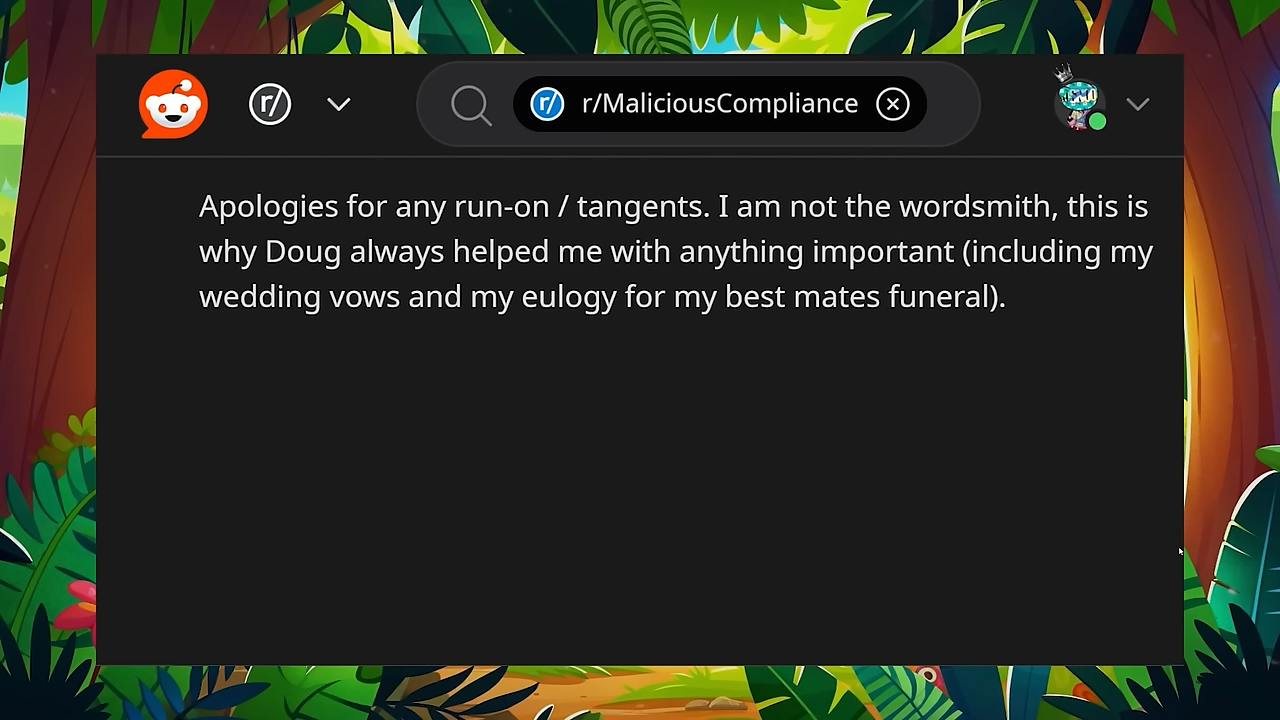 r/ r/ r/MaliciousCompliance
Apologies for any run-on / tangents. I am not the wordsmith, this is
why Doug always helped me with anything important (including my
wedding vows and my eulogy for my best mates funeral).